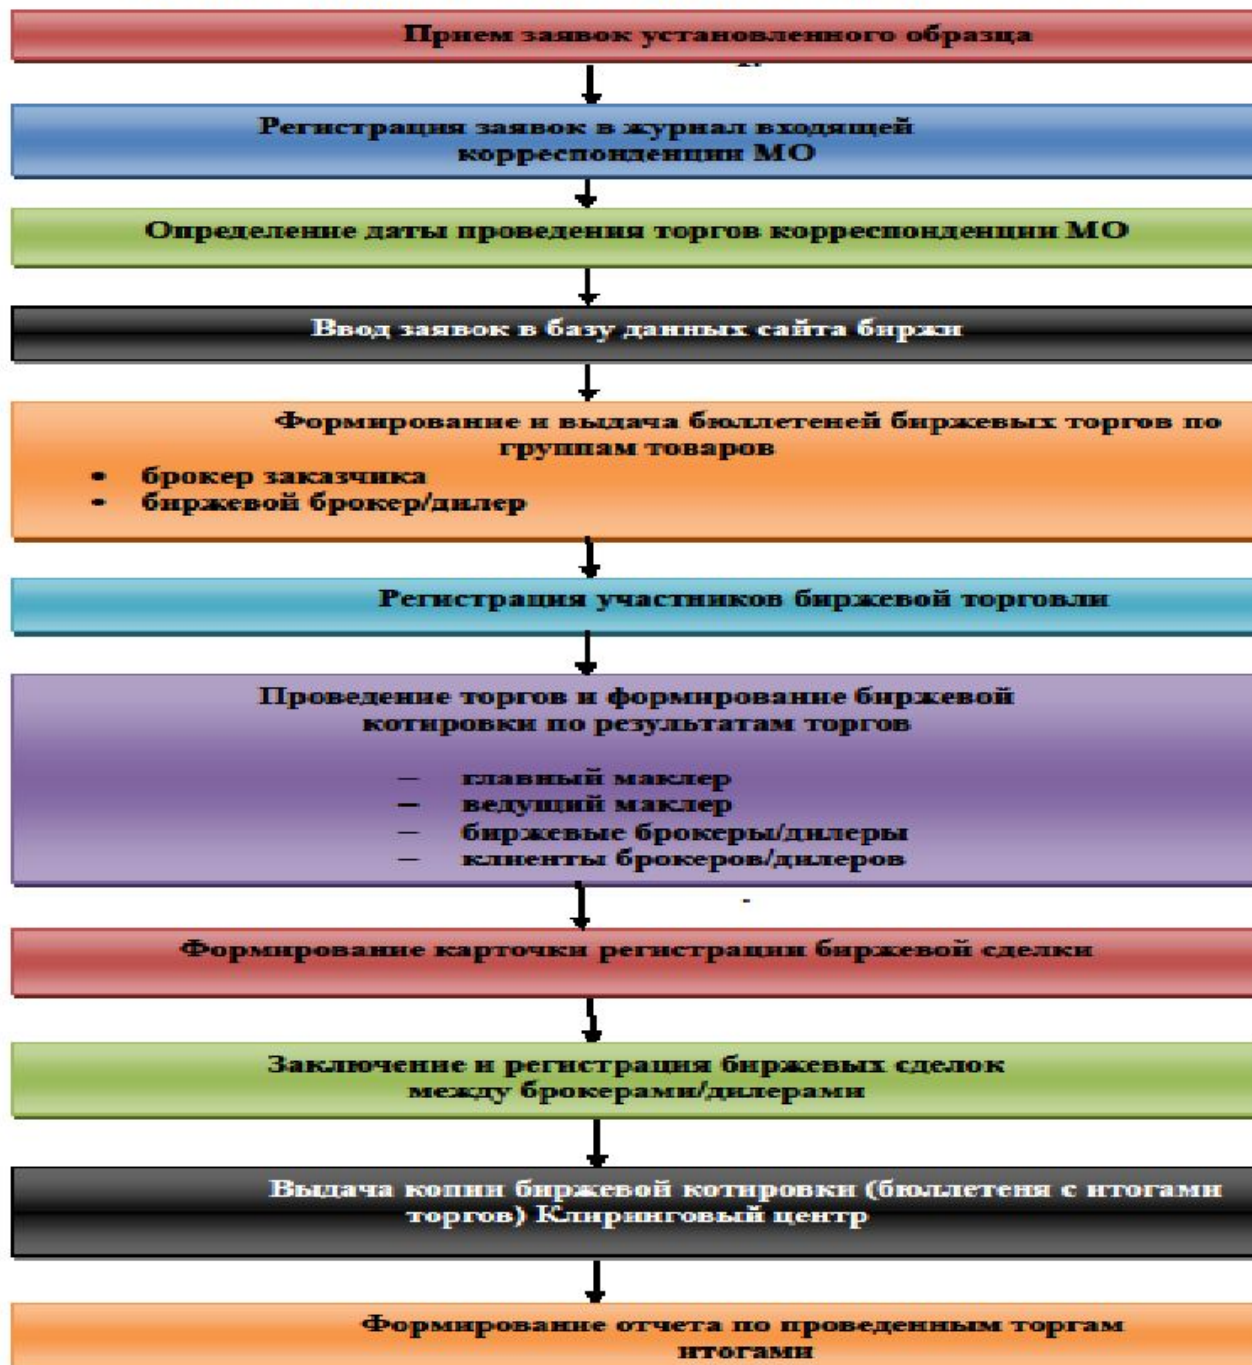 Прием заявок установленного образца
Регистрация заявок в журнал входящей
корреспонденции МО
Определение даты проведения торгов корреспонденции МО
Ввод заявок в базу данных сайта биржи
Формирование и выдача бюллетеней биржевых торгов по
группам товаров
• брокер заказчика
• биржевой брокер/дилер
Регистрация участников биржевой торговли
Проведение торгов и формирование биржевой
котировки по результатам торгов
– главный маклер
– ведущий маклер
– биржевые брокеры/дилеры
– клиенты брокеров/дилеров
Формирование карточки регистрации биржевой сделки
Заключение и регистрация биржевых сделок
между брокерами/дилерами
Выдача копии биржевой котировки (бюллетеня с итогами
торгов) Клиринговый центр
Формирование отчета по проведенным торгам
итогами